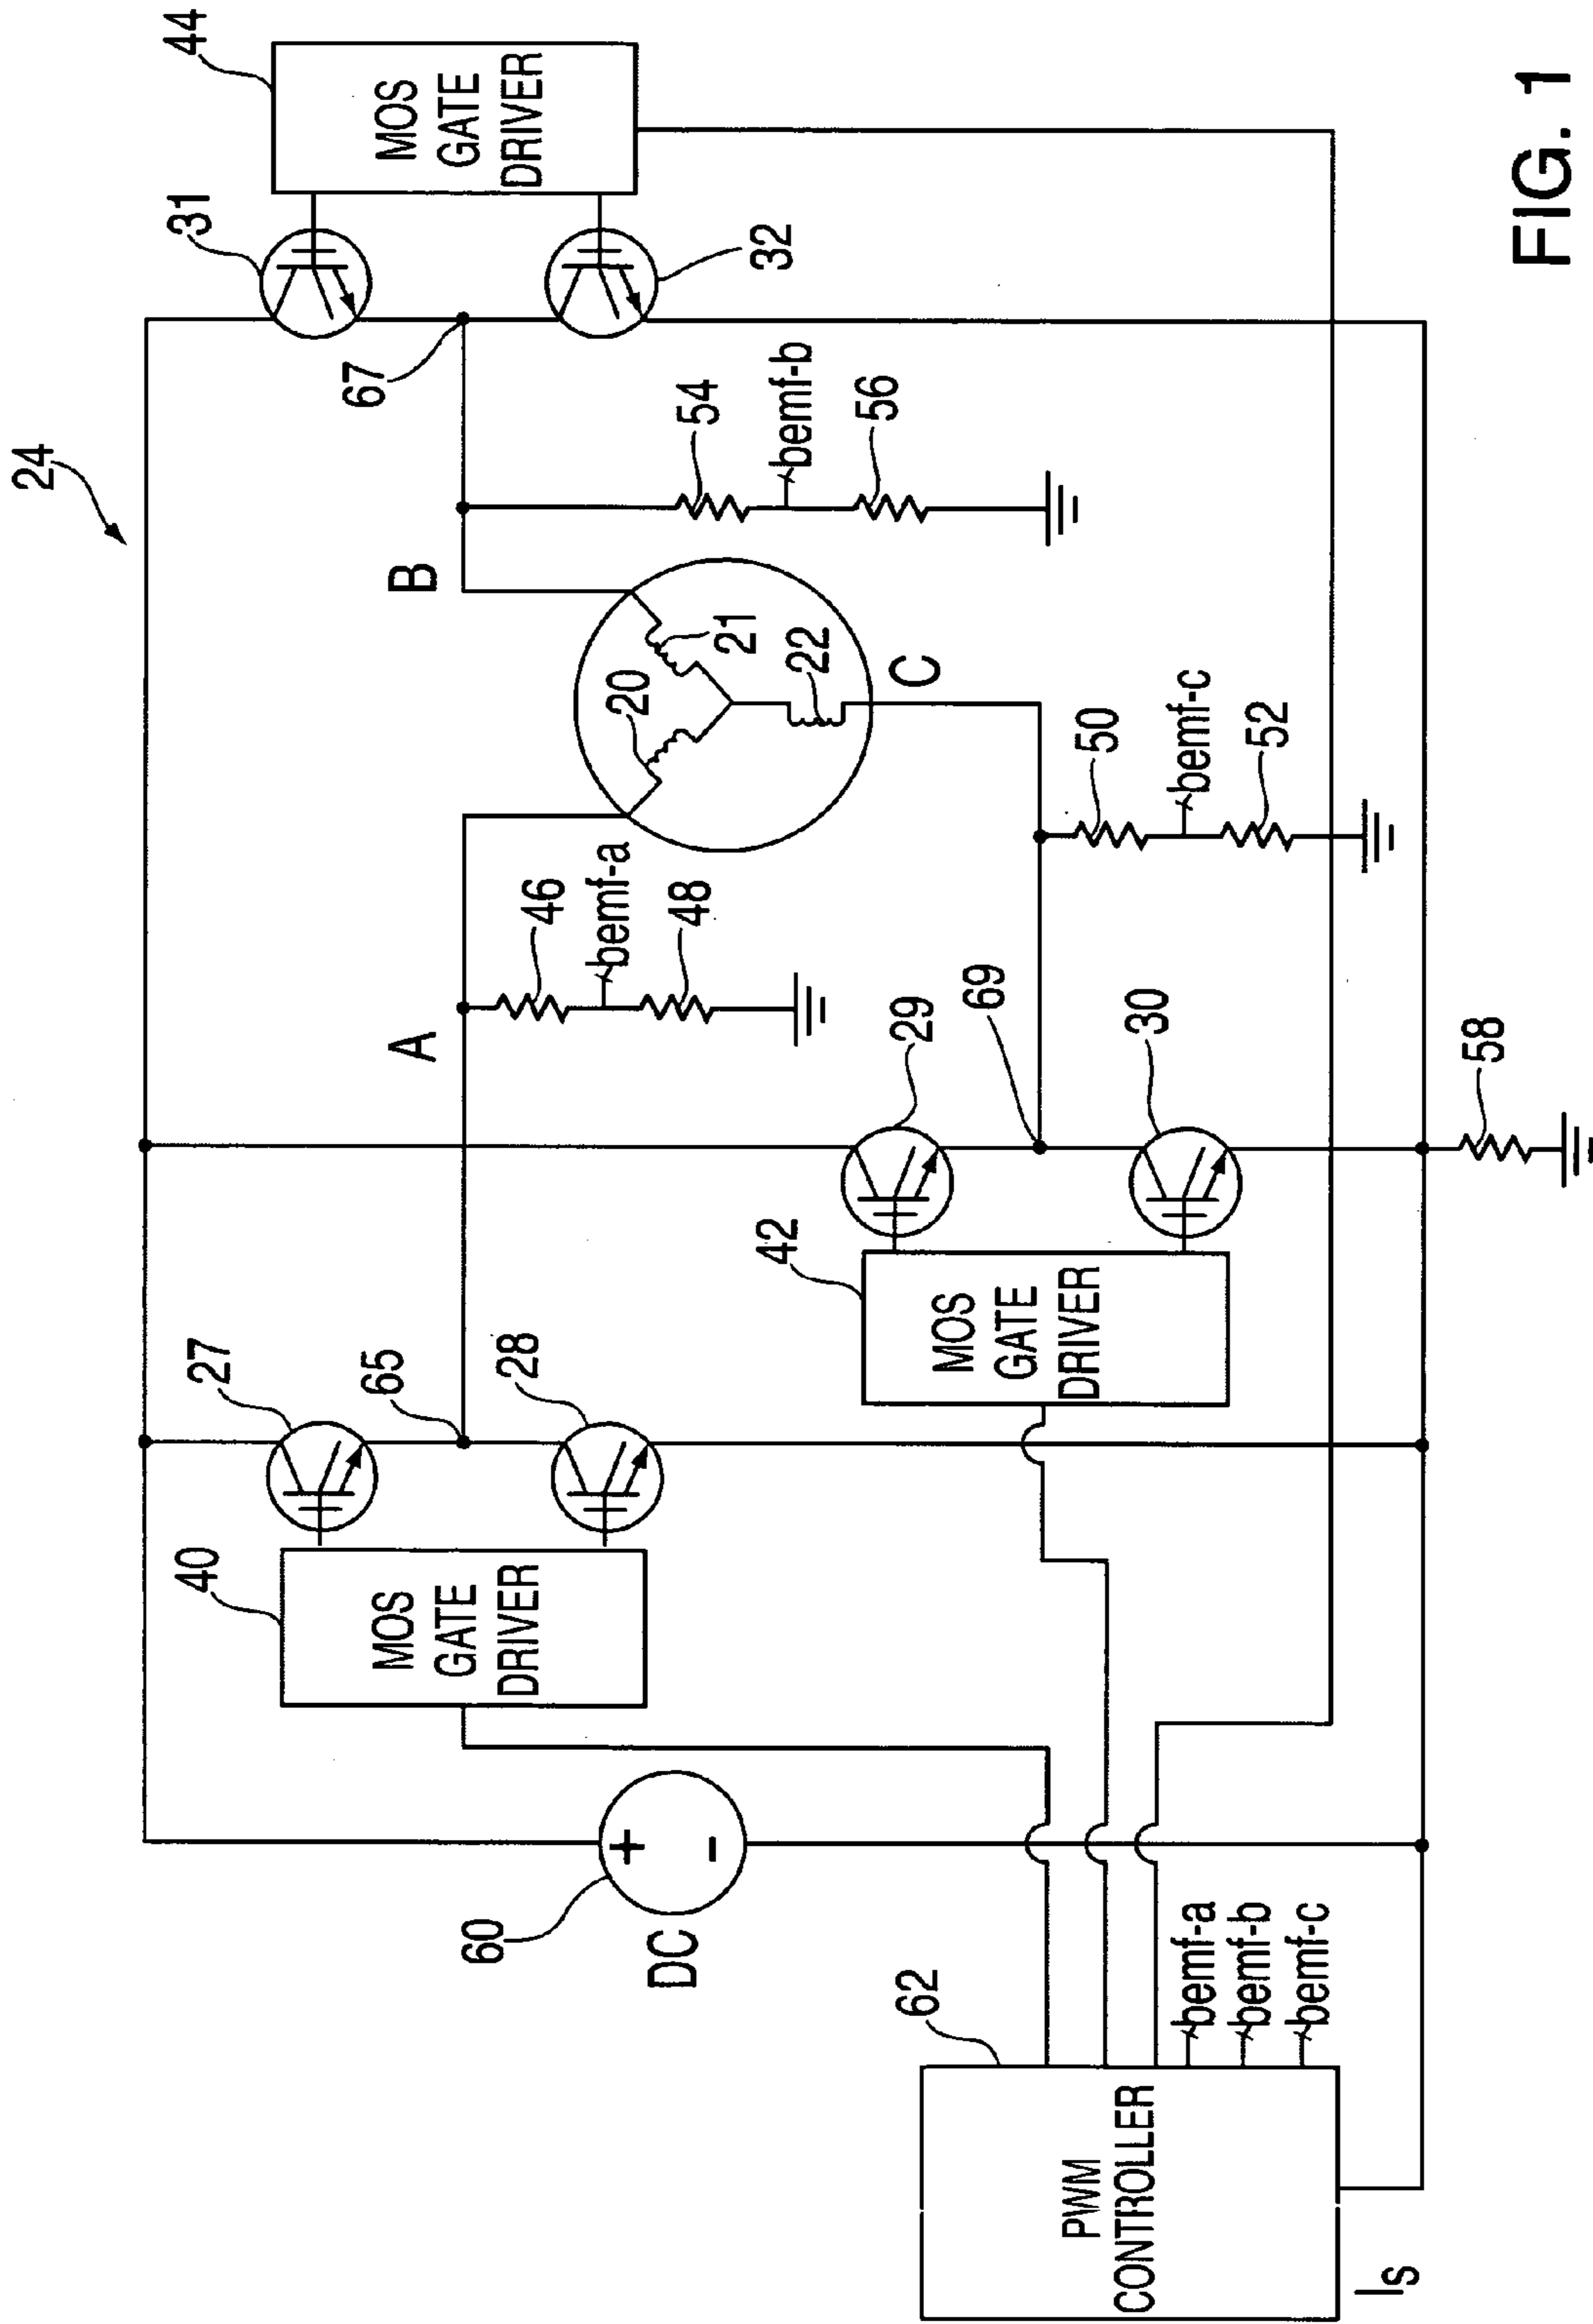 24
44
MOS
GATE
DRIVER
31
32
67
54
bemf-b
56
B
20
21
22
C
50
bemf-c
52
A
46
bemf-a
48
29
69
30
58
42
MOS
GATE
DRIVER
27
65
28
40
MOS
GATE
DRIVER
60
+
-
DC
62
bemf-a
bemf-b
bemf-c
PWM
CONTROLLER
Is
FIG. 1